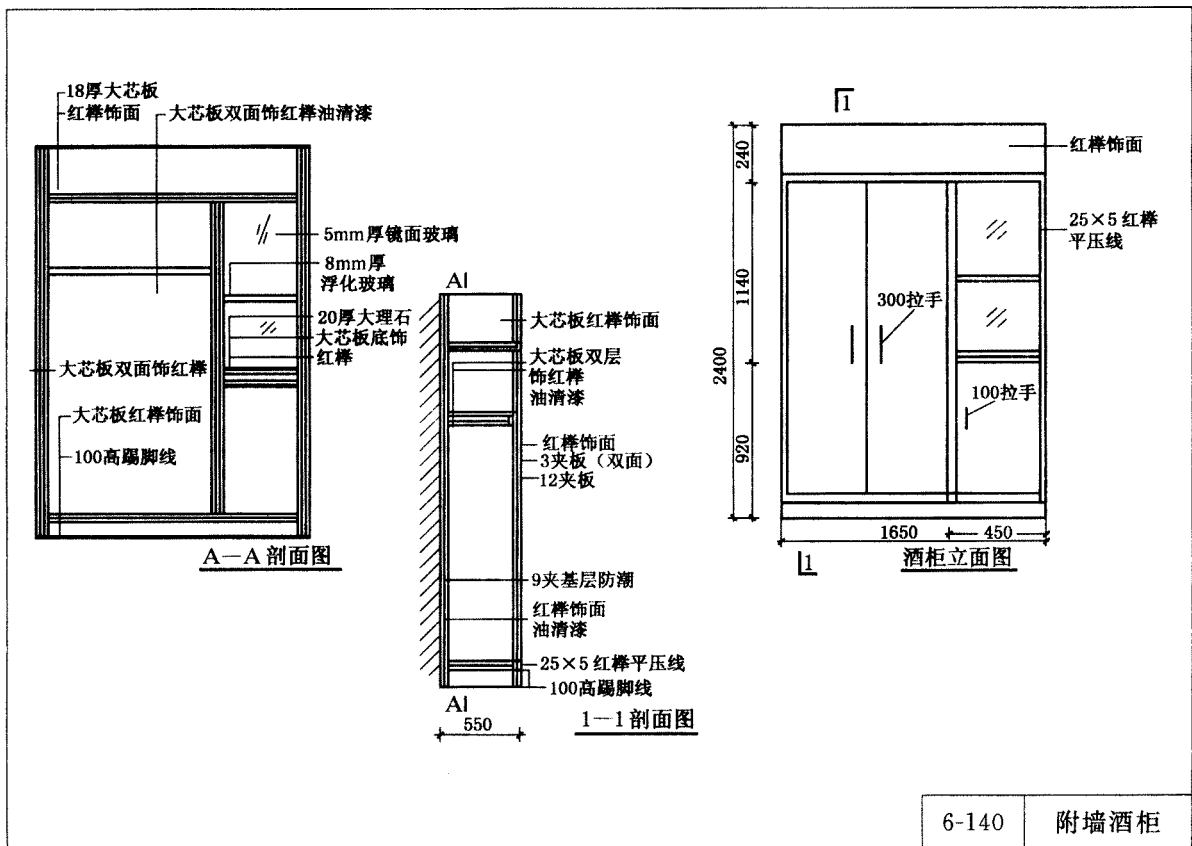 18厚大芯板
红榉饰面
大芯板双面饰红榉油清漆
5mm厚镜面玻璃
8mm厚
浮化玻璃
20厚大理石
大芯板底饰
红榉
大芯板双面饰红榉
大芯板红榉饰面
100高踢脚线
A—A剖面图
A
大芯板红榉饰面
大芯板双层
饰红榉
油清漆
红榉饰面
3夹板（双面）
12夹板
9夹基层防潮
红榉饰面
油清漆
25×5红榉平压线
100高踢脚线
A
550
1—1剖面图
1
红榉饰面
25×5红榉
平压线
300拉手
100拉手
240
1140
920
2400
1650
450
1
酒柜立面图
6-140
附墙酒柜